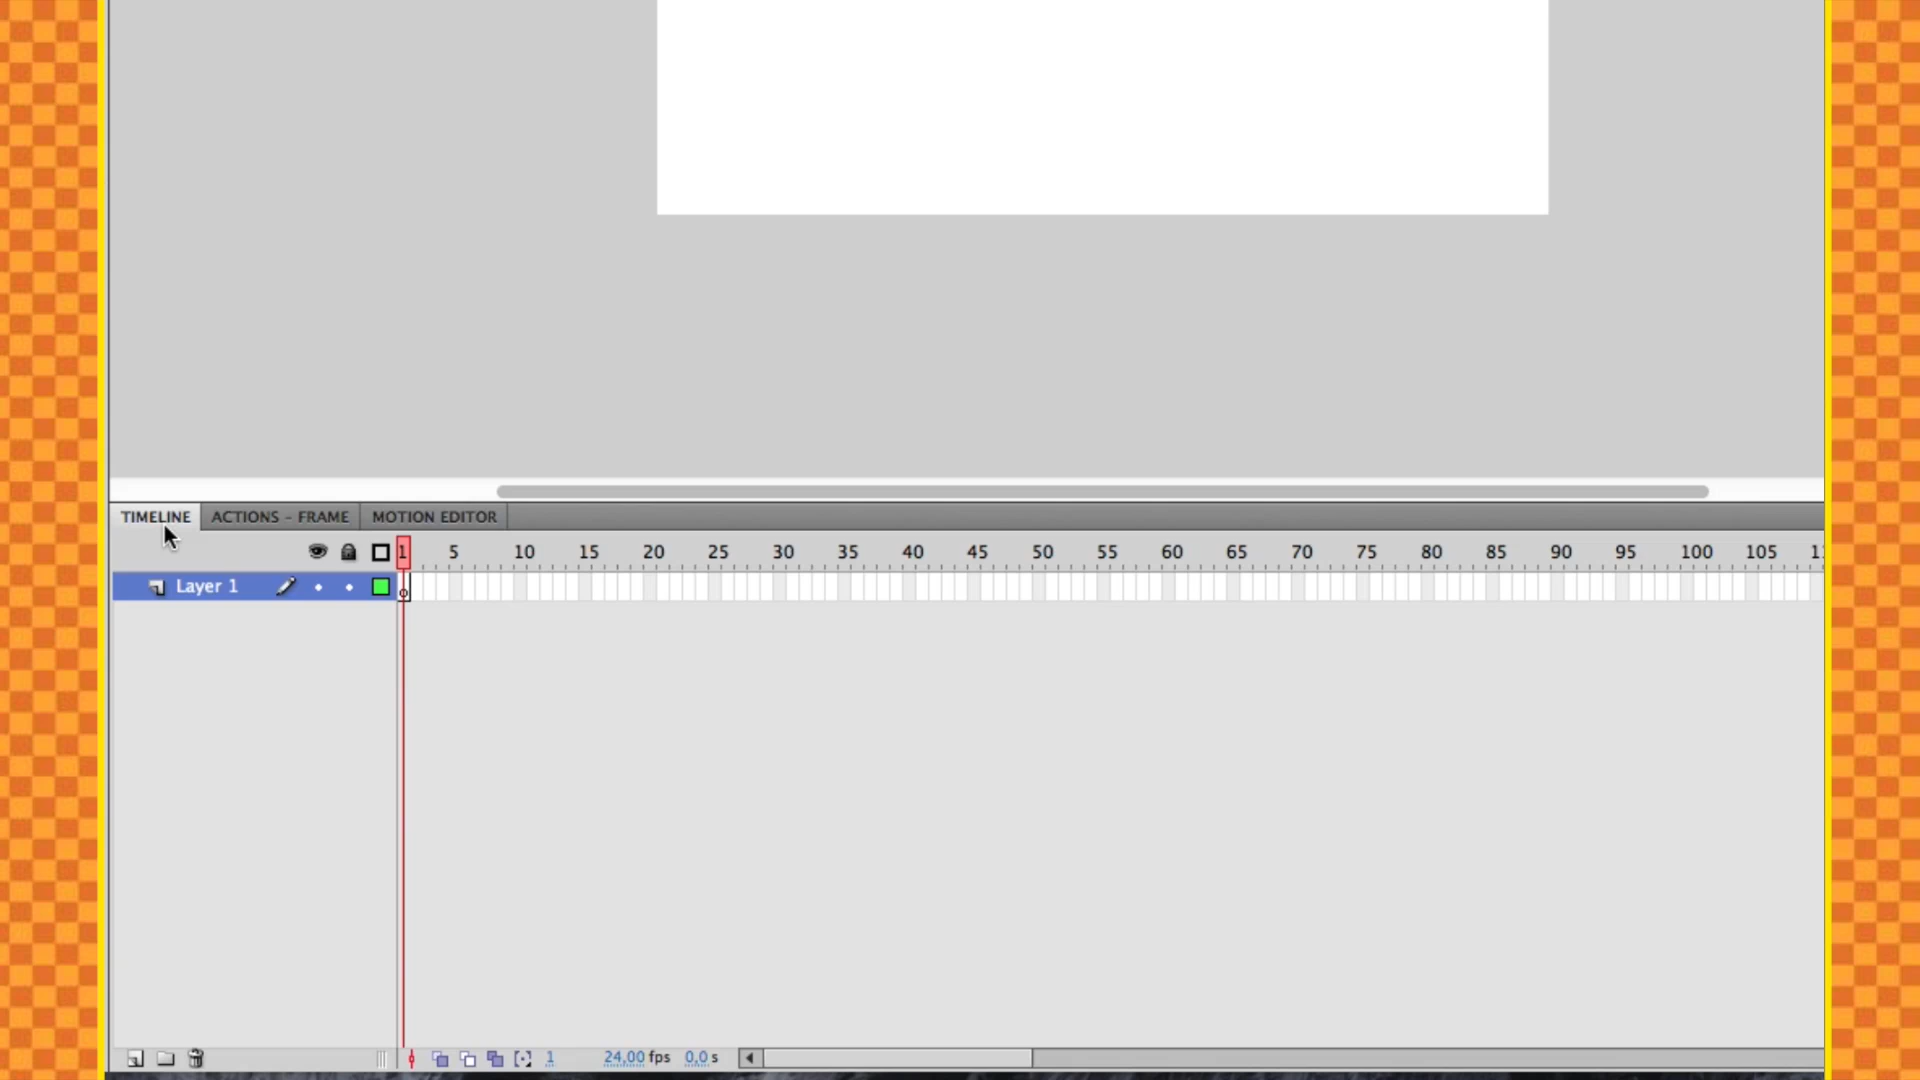 TIMELINE ACTIONS - FRAME MOTION EDITOR
1 5 10 15 20 25 30 35 40 45 50 55 60 65 70 75 80 85 90 95 100 105
Layer 1
1 24,00 fps 0,0 s